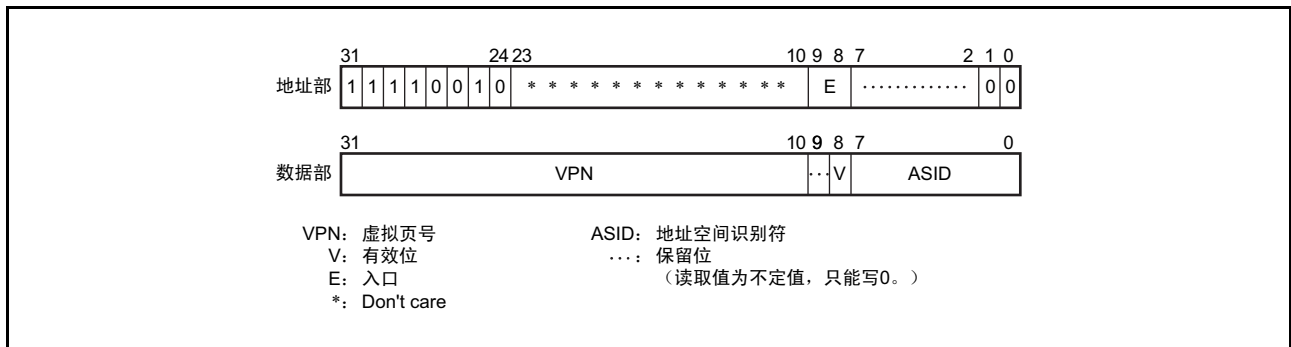 31 24 23 10 9 8 7 2 1 0
地址部 1 1 1 1 0 0 1 0 * * * * * * * * * * * * * E ············· 0 0
31 10 9 8 7 0
数据部 VPN ··· V ASID
VPN： 虚拟页号 ASID： 地址空间识别符
V： 有效位 ···： 保留位
E： 入口 （读取值为不定值，只能写0。）
*： Don't care